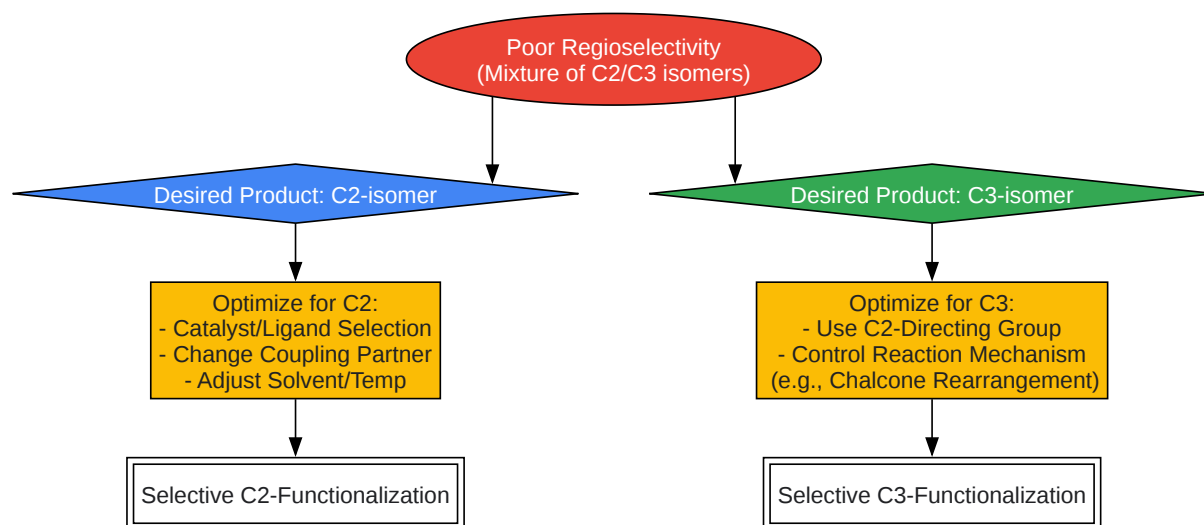 Poor Regioselectivity
(Mixture of C2/C3 isomers)
Desired Product: C2-isomer
Desired Product: C3-isomer
Optimize for C2:
- Catalyst/Ligand Selection
- Change Coupling Partner
- Adjust Solvent/Temp
Optimize for C3:
- Use C2-Directing Group
- Control Reaction Mechanism
(e.g., Chalcone Rearrangement)
Selective C2-Functionalization
Selective C3-Functionalization